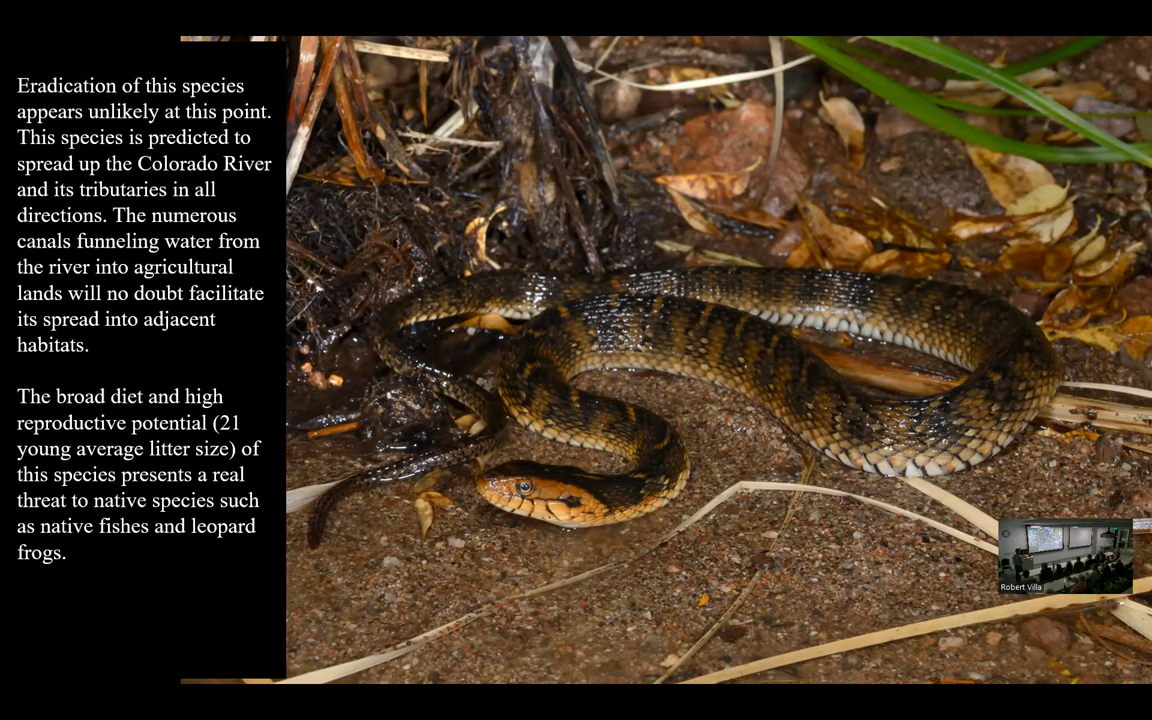 Eradication of this species
appears unlikely at this point.
This species is predicted to
spread up the Colorado River
and its tributaries in all
directions. The numerous
canals funneling water from
the river into agricultural
lands will no doubt facilitate
its spread into adjacent
habitats.
The broad diet and high
reproductive potential (21
young average litter size) of
this species presents a real
threat to native species such
as native fishes and leopard
frogs.
Robert Villa